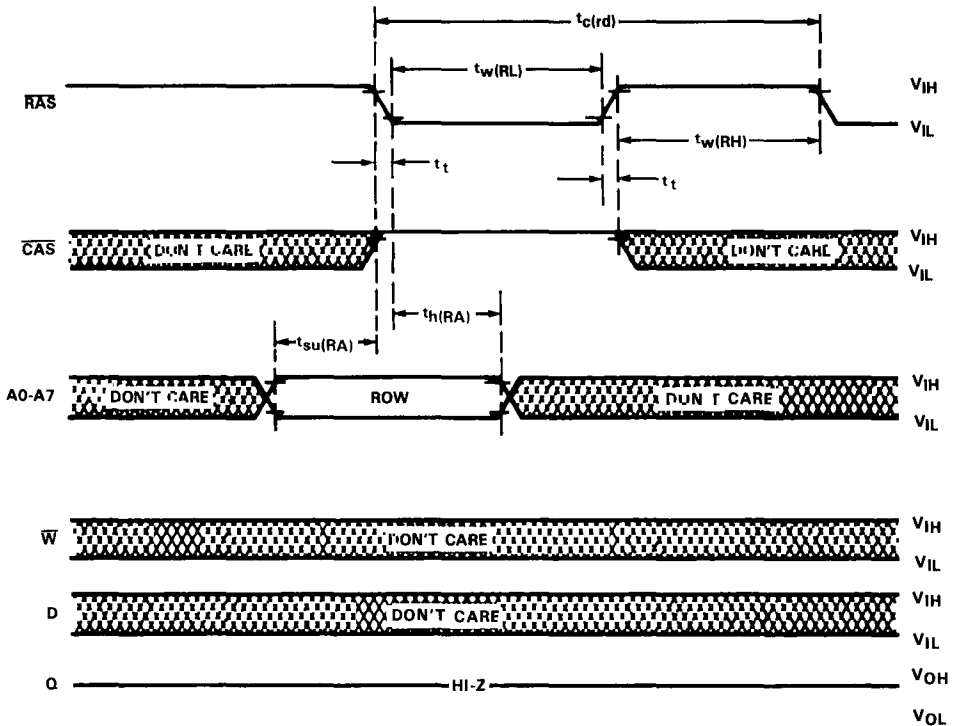 tc(rd)
tw(RL)
VIH
RAS
VIL
tw(RH)
tt
tt
VIH
CAS
DON'T CARE
DON'T CARE
VIL
th(RA)
tsu(RA)
VIH
A0-A7
DON'T CARE
ROW
DON'T CARE
VIL
VIH
W
DON'T CARE
VIL
VIH
D
DON'T CARE
VIL
VOH
Q
HI-Z
VOL